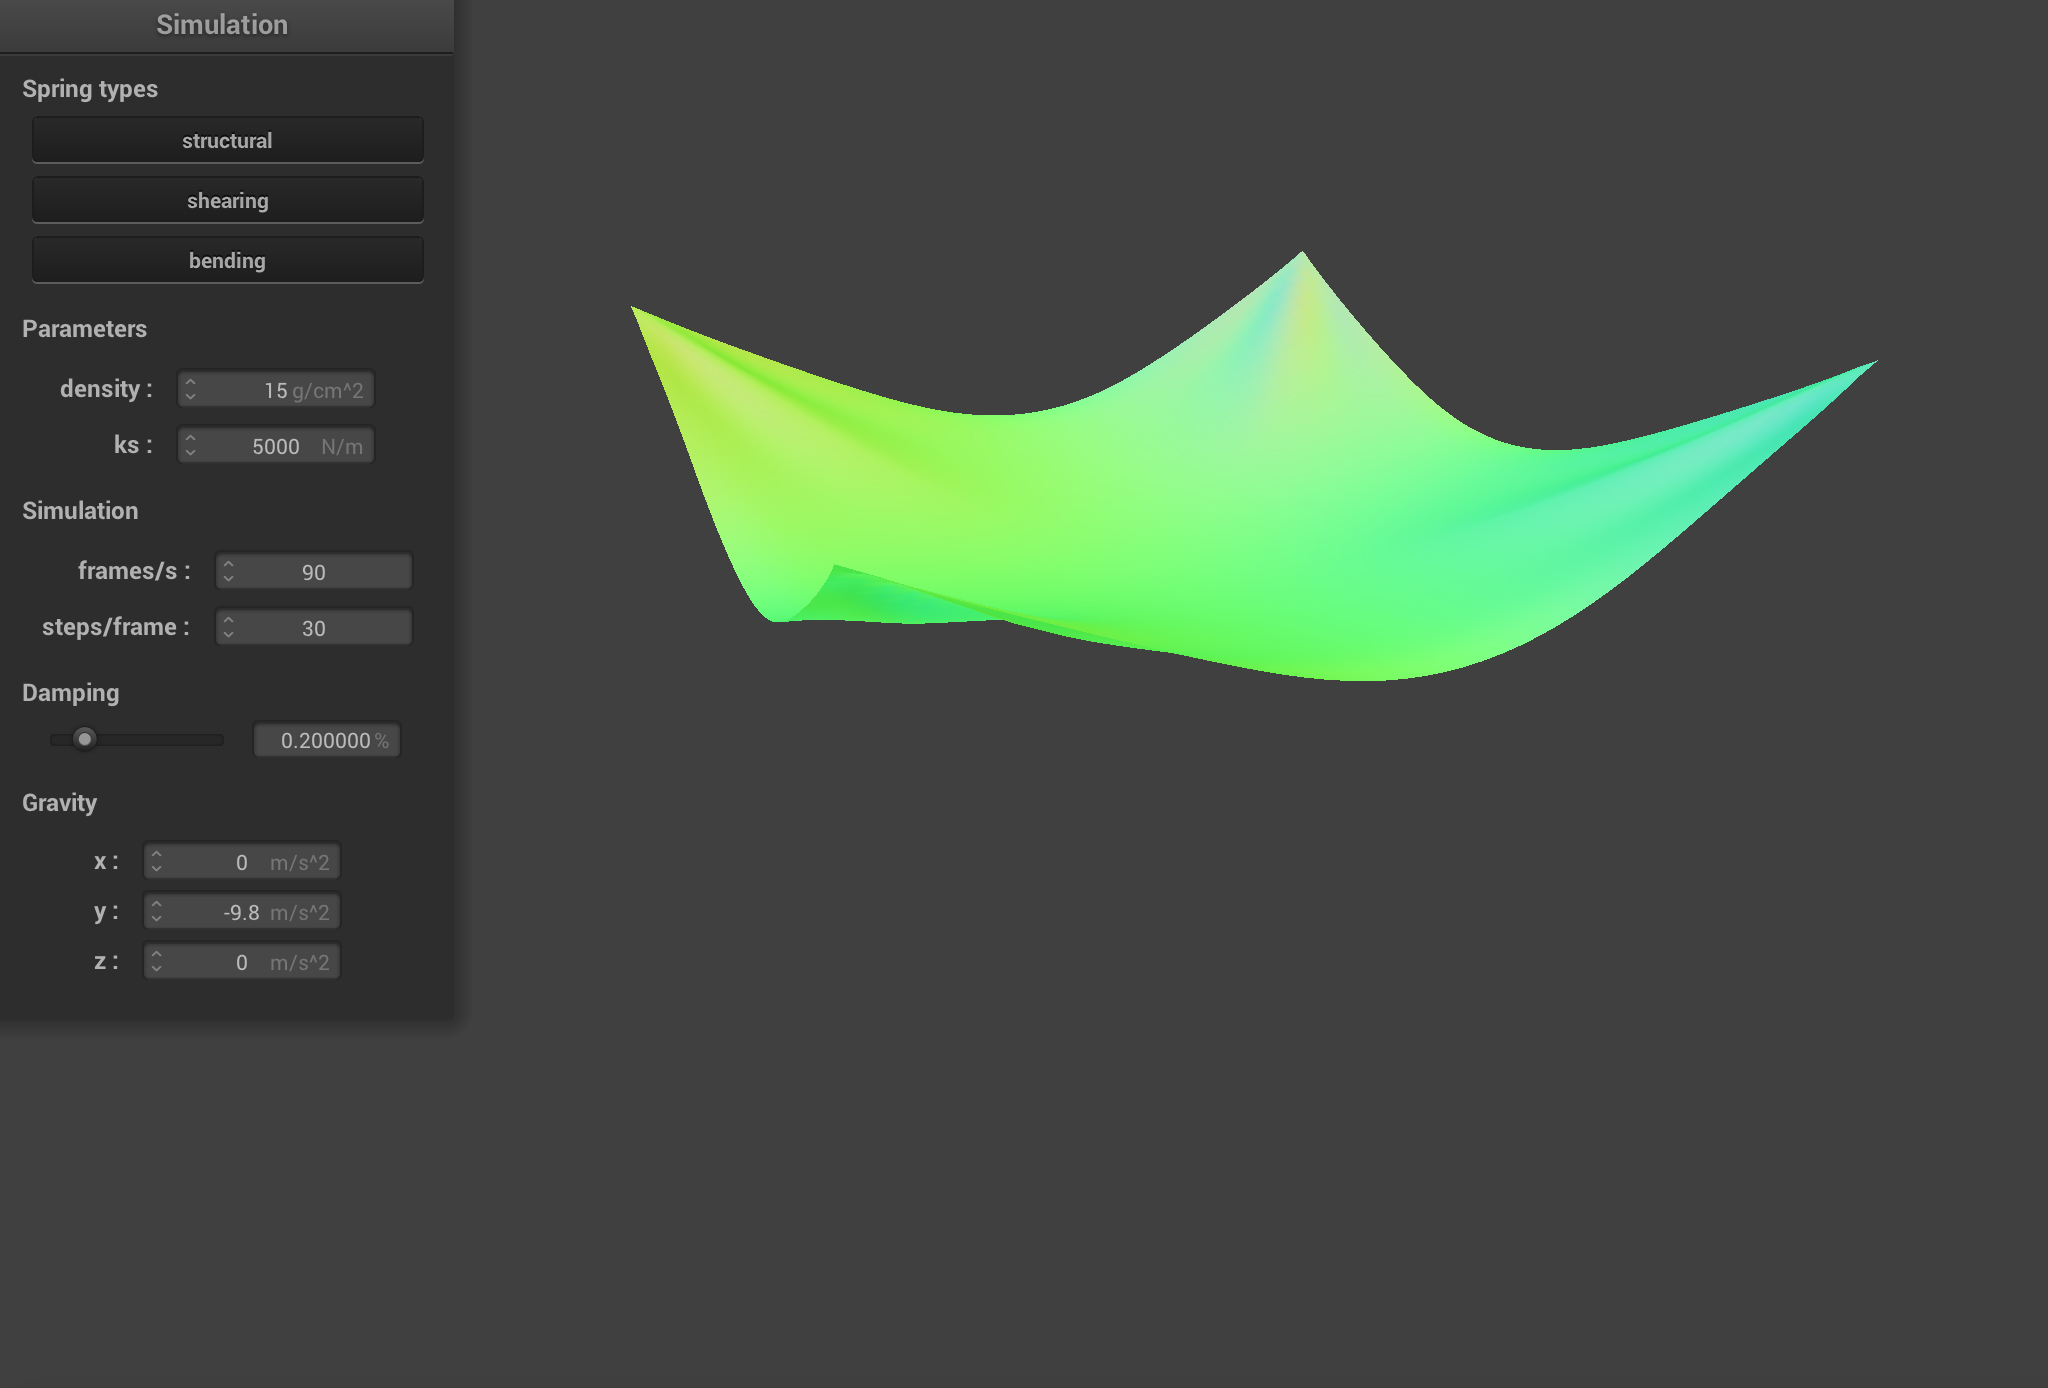 Simulation
Spring types
structural
shearing
bending
Parameters
density : 15 g/cm^2
ks : 5000 N/m
Simulation
frames/s : 90
steps/frame : 30
Damping
0.200000 %
Gravity
x : 0 m/s^2
y : -9.8 m/s^2
z : 0 m/s^2